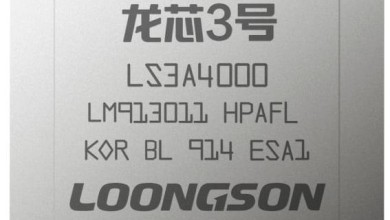 龙芯3号
LS3A4000
LM913011 HPAFL
KOR BL 914 ESA1
LOONGSON